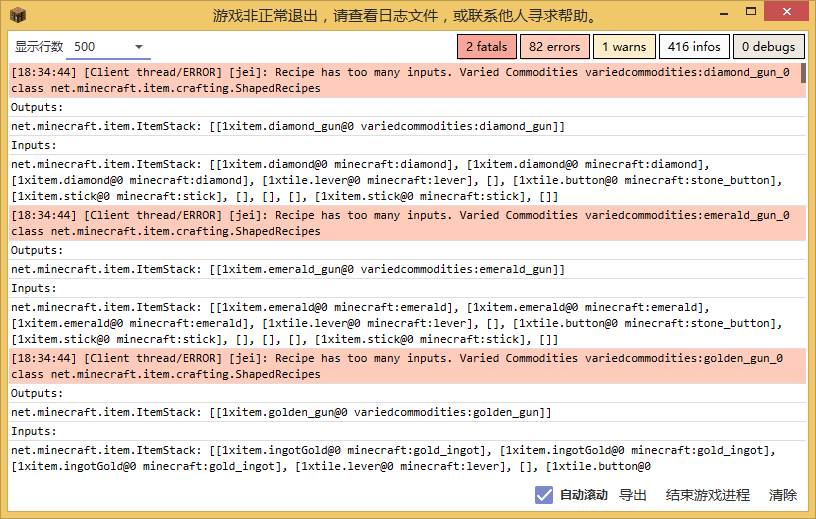 游戏非正常退出，请查看日志文件，或联系他人寻求帮助。
显示行数 500 2 fatals 82 errors 1 warns 416 infos 0 debugs
[18:34:44] [Client thread/ERROR] [jei]: Recipe has too many inputs. Varied Commodities variedcommodities:diamond_gun_0
class net.minecraft.item.crafting.ShapedRecipes
Outputs:
net.minecraft.item.ItemStack: [[1xitem.diamond_gun@0 variedcommodities:diamond_gun]]
Inputs:
net.minecraft.item.ItemStack: [[1xitem.diamond@0 minecraft:diamond], [1xitem.diamond@0 minecraft:diamond],
[1xitem.diamond@0 minecraft:diamond], [1xtile.lever@0 minecraft:lever], [], [1xtile.button@0 minecraft:stone_button],
[1xitem.stick@0 minecraft:stick], [], [], [], [1xitem.stick@0 minecraft:stick], []]
[18:34:44] [Client thread/ERROR] [jei]: Recipe has too many inputs. Varied Commodities variedcommodities:emerald_gun_0
class net.minecraft.item.crafting.ShapedRecipes
Outputs:
net.minecraft.item.ItemStack: [[1xitem.emerald_gun@0 variedcommodities:emerald_gun]]
Inputs:
net.minecraft.item.ItemStack: [[1xitem.emerald@0 minecraft:emerald], [1xitem.emerald@0 minecraft:emerald],
[1xitem.emerald@0 minecraft:emerald], [1xtile.lever@0 minecraft:lever], [], [1xtile.button@0 minecraft:stone_button],
[1xitem.stick@0 minecraft:stick], [], [], [], [1xitem.stick@0 minecraft:stick], []]
[18:34:44] [Client thread/ERROR] [jei]: Recipe has too many inputs. Varied Commodities variedcommodities:golden_gun_0
class net.minecraft.item.crafting.ShapedRecipes
Outputs:
net.minecraft.item.ItemStack: [[1xitem.golden_gun@0 variedcommodities:golden_gun]]
Inputs:
net.minecraft.item.ItemStack: [[1xitem.ingotGold@0 minecraft:gold_ingot], [1xitem.ingotGold@0 minecraft:gold_ingot],
[1xitem.ingotGold@0 minecraft:gold_ingot], [1xtile.lever@0 minecraft:lever], [], [1xtile.button@0
自动滚动 导出 结束游戏进程 清除